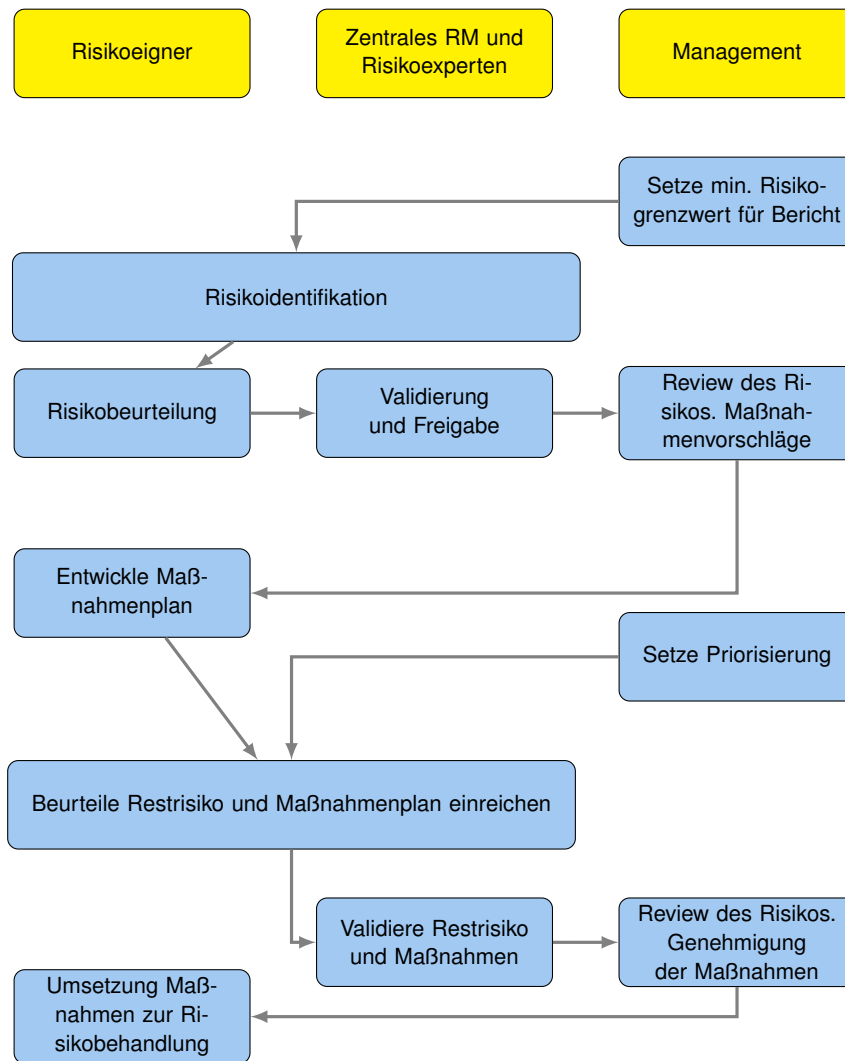 Risikoeigner
Zentrales RM und
Risikoexperten
Management
Setze min. Risiko-
grenzwert für Bericht
Risikoidentifikation
Risikobeurteilung
Validierung
und Freigabe
Review des Ri-
sikos. Maßnah-
menvorschläge
Entwickle Maß-
nahmenplan
Setze Priorisierung
Beurteile Restrisiko und Maßnahmenplan einreichen
Validiere Restrisiko
und Maßnahmen
Review des Risikos.
Genehmigung
der Maßnahmen
Umsetzung Maß-
nahmen zur Ri-
sikobehandlung